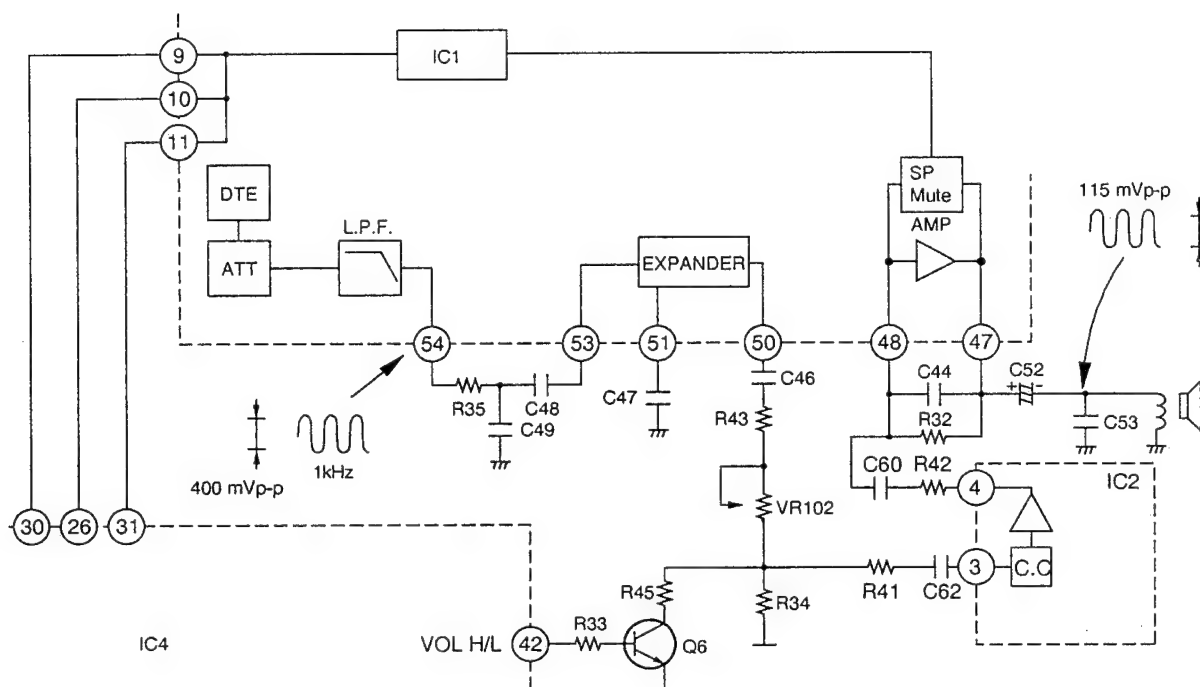 9
IC1
10
11
SP
Mute
115 mVp-p
DTE
L.P.F.
AMP
ATT
EXPANDER
54
53
51
50
48
47
C46
C44
C52
+
-
R35
C48
C47
R43
R32
C53
C49
1kHz
400 mVp-p
C60
R42
4
IC2
VR102
30
26
31
3
C.C
R45
R41
C62
R34
R33
IC4
VOL H/L
42
Q6